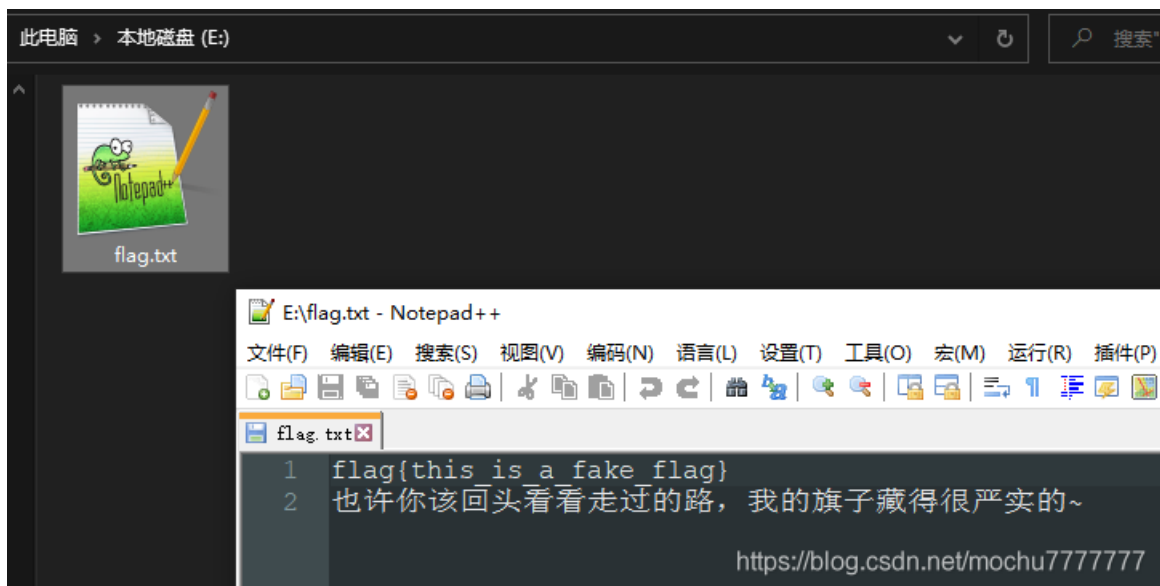 此电脑 > 本地磁盘 (E:)
搜索"
Notepad++
flag.txt
E:\flag.txt - Notepad++
文件(F) 编辑(E) 搜索(S) 视图(V) 编码(N) 语言(L) 设置(T) 工具(O) 宏(M) 运行(R) 插件(P)
flag.txt
1 flag{this_is_a_fake_flag}
2 也许你该回头看看走过的路，我的旗子藏得很严实的~
https://blog.csdn.net/mochu7777777